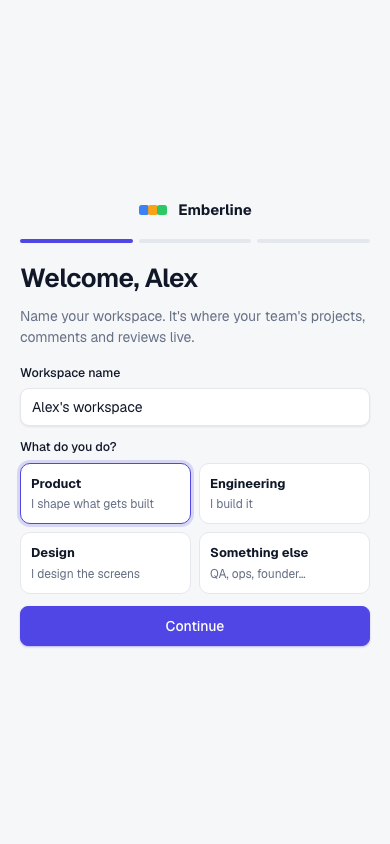 Emberline
Welcome, Alex
Name your workspace. It's where your team's projects,
comments and reviews live.
Workspace name
Alex's workspace
What do you do?
Product
I shape what gets built
Engineering
I build it
Design
I design the screens
Something else
QA, ops, founder…
Continue